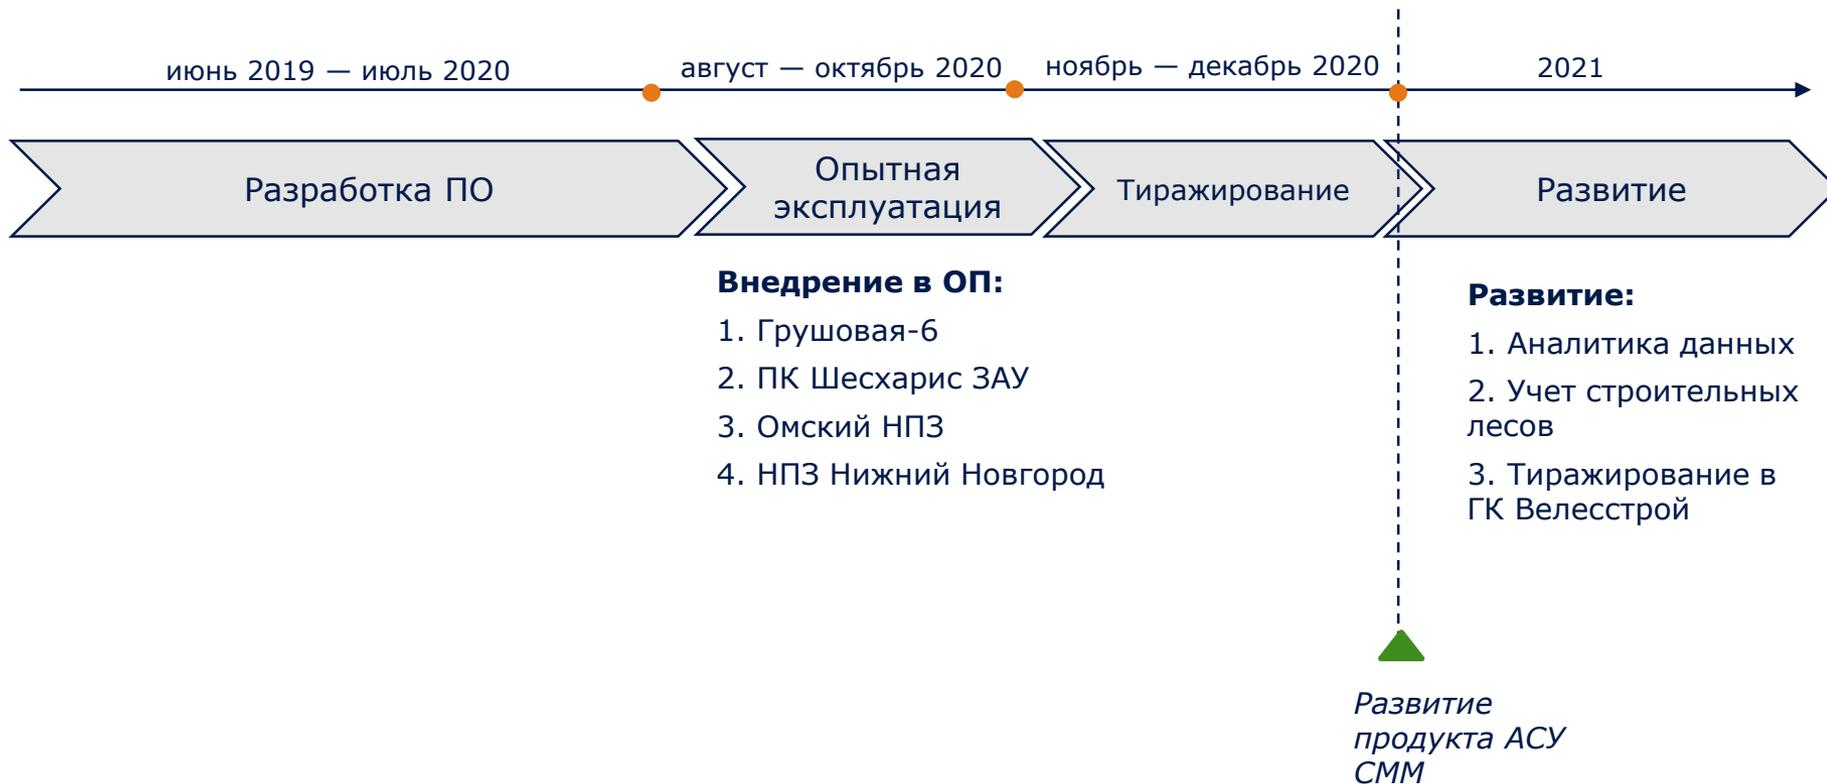 июнь 2019 — июль 2020
август — октябрь 2020
ноябрь — декабрь 2020
2021
Разработка ПО
Опытная
эксплуатация
Тиражирование
Развитие
Внедрение в ОП:
1. Грушовая-6
2. ПК Шесхарис ЗАУ
3. Омский НПЗ
4. НПЗ Нижний Новгород
Развитие:
1. Аналитика данных
2. Учет строительных
лесов
3. Тиражирование в
ГК Велесстрой
Развитие
продукта АСУ
СММ